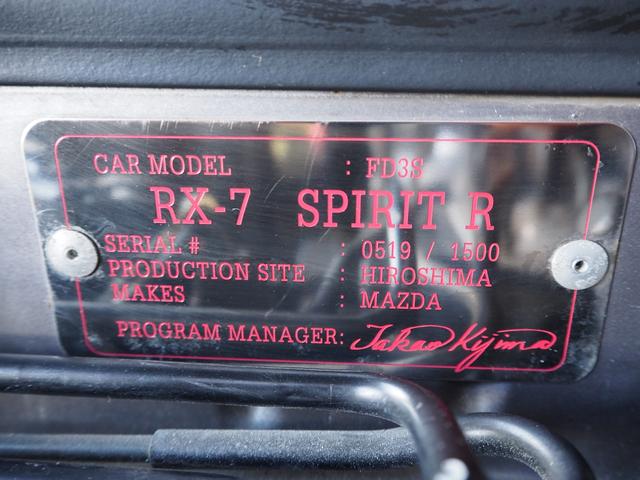 CAR MODEL : FD3S
RX-7 SPIRIT R
SERIAL # : 0519 / 1500
PRODUCTION SITE : HIROSHIMA
MAKES : MAZDA
PROGRAM MANAGER: Takao Kijima